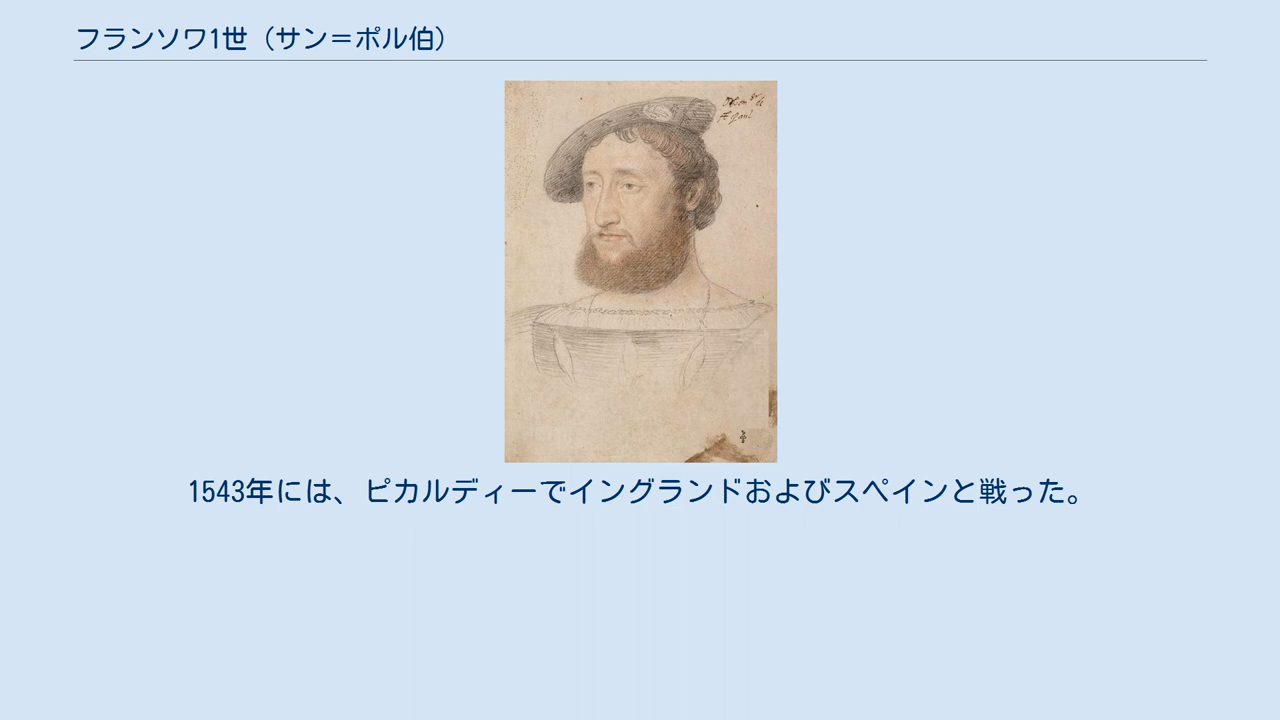 フランソワ1世（サン＝ポル伯）
1543年には、ピカルディーでイングランドおよびスペインと戦った。